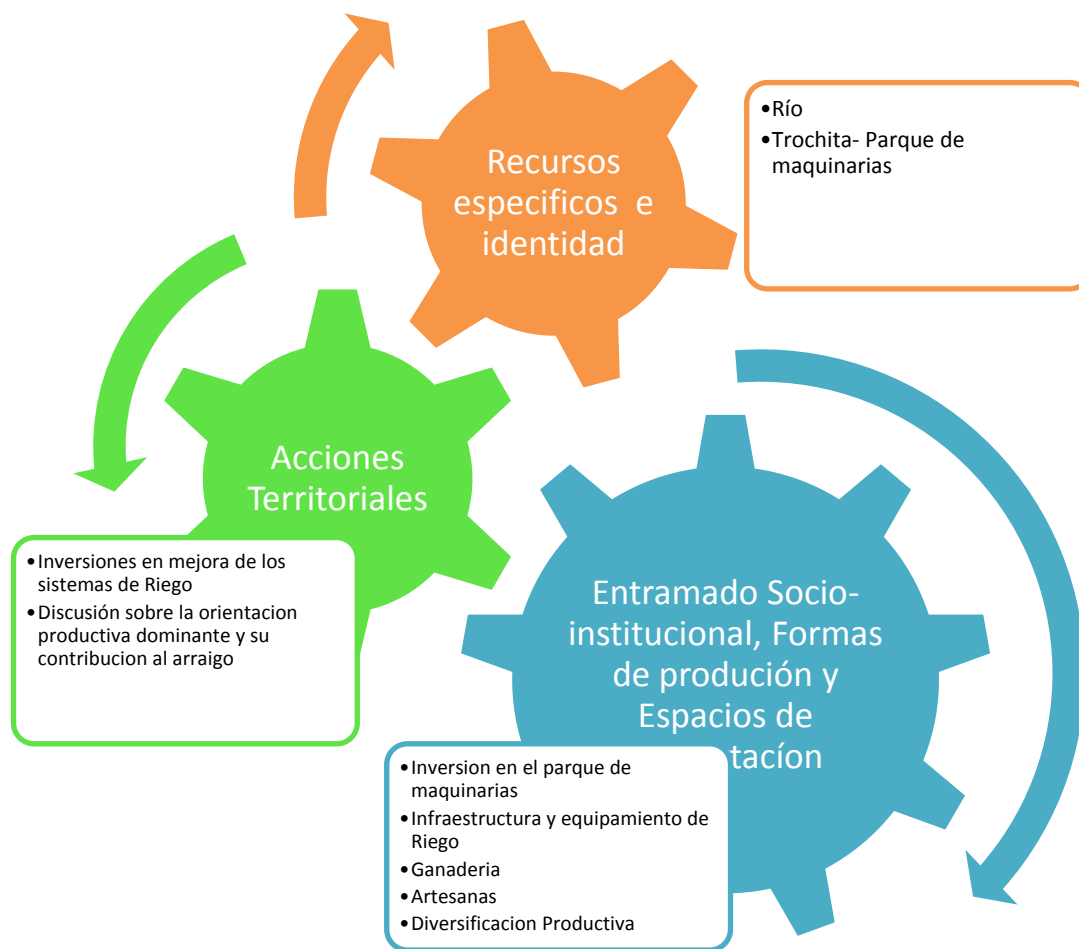 Recursos
especificos e
identidad
•Río
•Trochita- Parque de
maquinarias
Acciones
Territoriales
•Inversiones en mejora de los
sistemas de Riego
•Discusión sobre la orientacion
productiva dominante y su
contribucion al arraigo
Entramado Socio-
institucional, Formas
de produción y
Espacios de
tacíon
•Inversion en el parque de
maquinarias
•Infraestructura y equipamiento de
Riego
•Ganaderia
•Artesanas
•Diversificacion Productiva